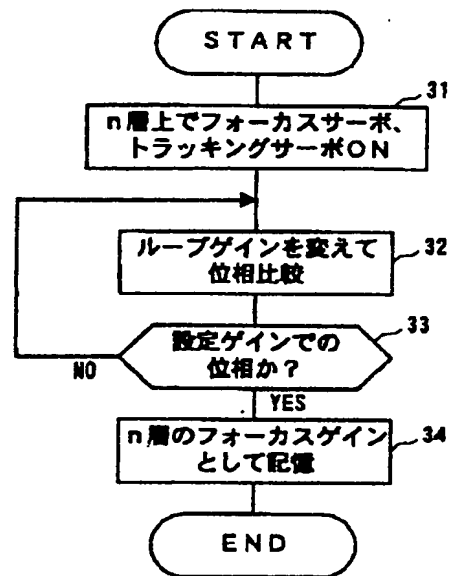 START
31
n層上でフォーカスサーボ、
トラッキングサーボON
ループゲインを変えて
位相比較
32
設定ゲインでの
位相か？
33
NO
YES
n層のフォーカスゲイン
として記憶
34
END